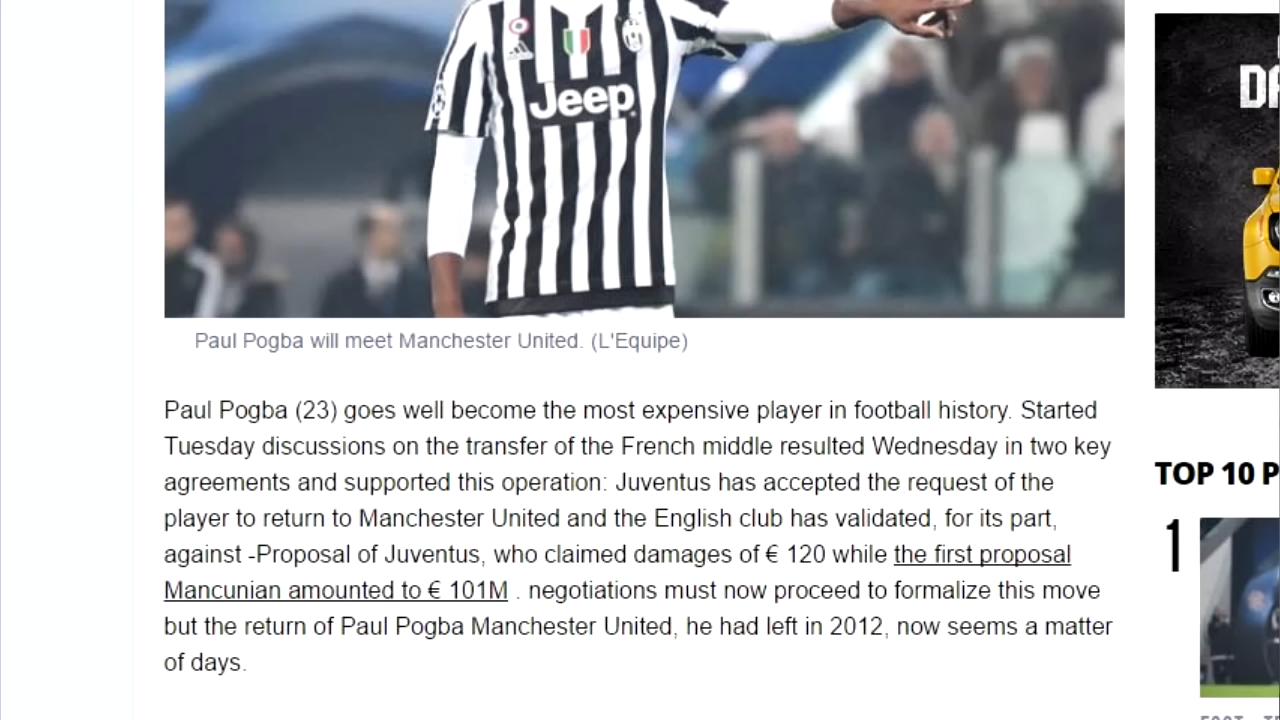 Jeep
Paul Pogba will meet Manchester United. (L'Equipe)
Paul Pogba (23) goes well become the most expensive player in football history. Started
Tuesday discussions on the transfer of the French middle resulted Wednesday in two key
agreements and supported this operation: Juventus has accepted the request of the
player to return to Manchester United and the English club has validated, for its part,
against -Proposal of Juventus, who claimed damages of € 120 while the first proposal
Mancunian amounted to € 101M . negotiations must now proceed to formalize this move
but the return of Paul Pogba Manchester United, he had left in 2012, now seems a matter
of days.
TOP 10 P
1